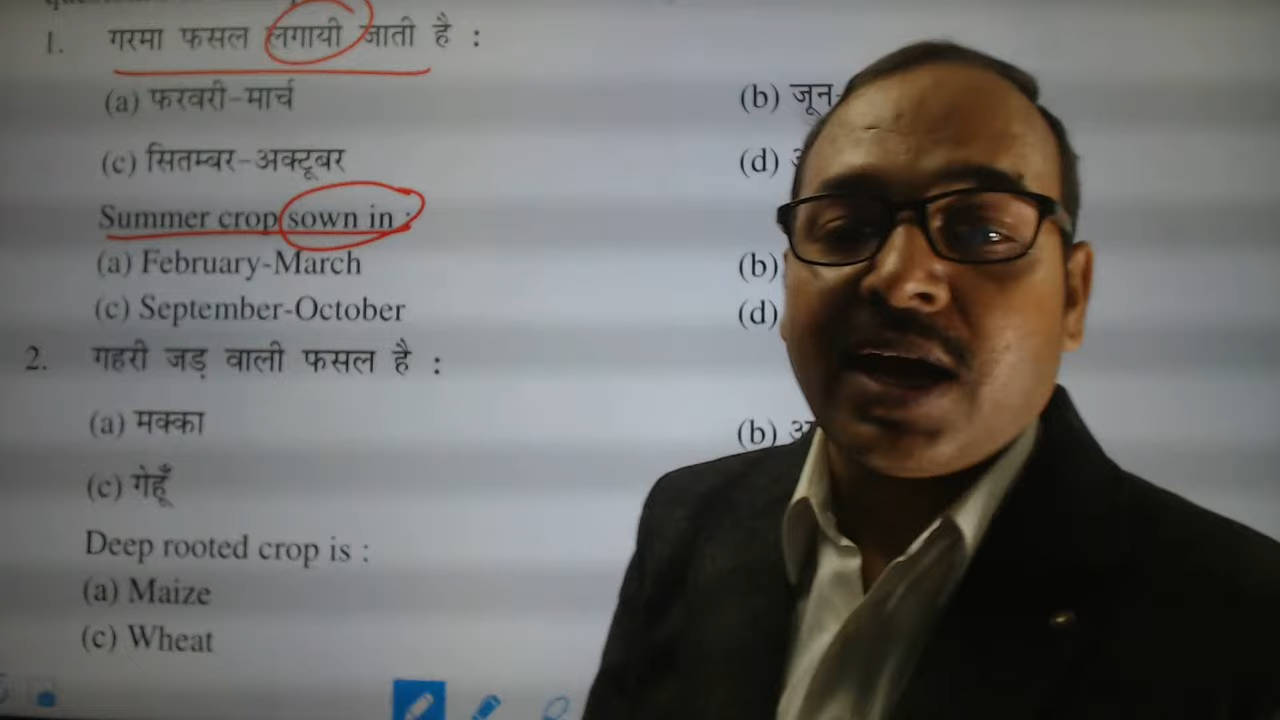 1. गरमा फसल लगायी जाती है :
(a) फरवरी-मार्च (b) जून-
(c) सितम्बर-अक्टूबर (d)
Summer crop sown in :
(a) February-March (b)
(c) September-October (d)
2. गहरी जड़ वाली फसल है :
(a) मक्का (b)
(c) गेहूँ
Deep rooted crop is :
(a) Maize
(c) Wheat